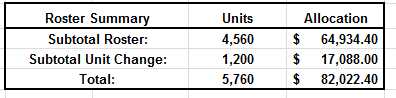 Roster Summary Units Allocation
Subtotal Roster: 4,560 $ 64,934.40
Subtotal Unit Change: 1,200 $ 17,088.00
Total: 5,760 $ 82,022.40